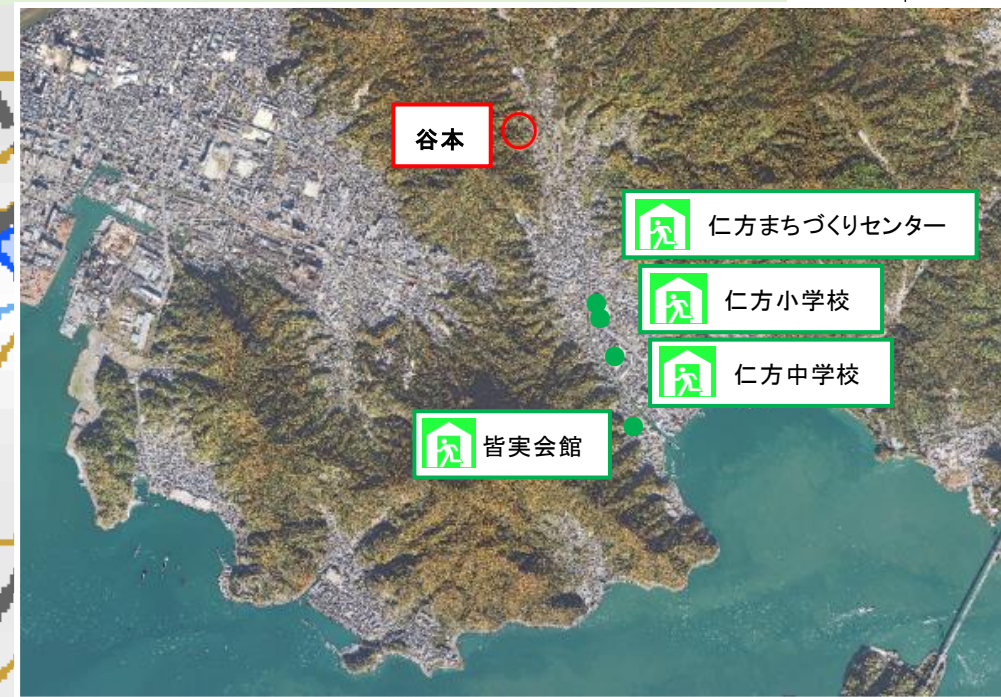 谷本
仁方まちづくりセンター
仁方小学校
仁方中学校
皆実会館